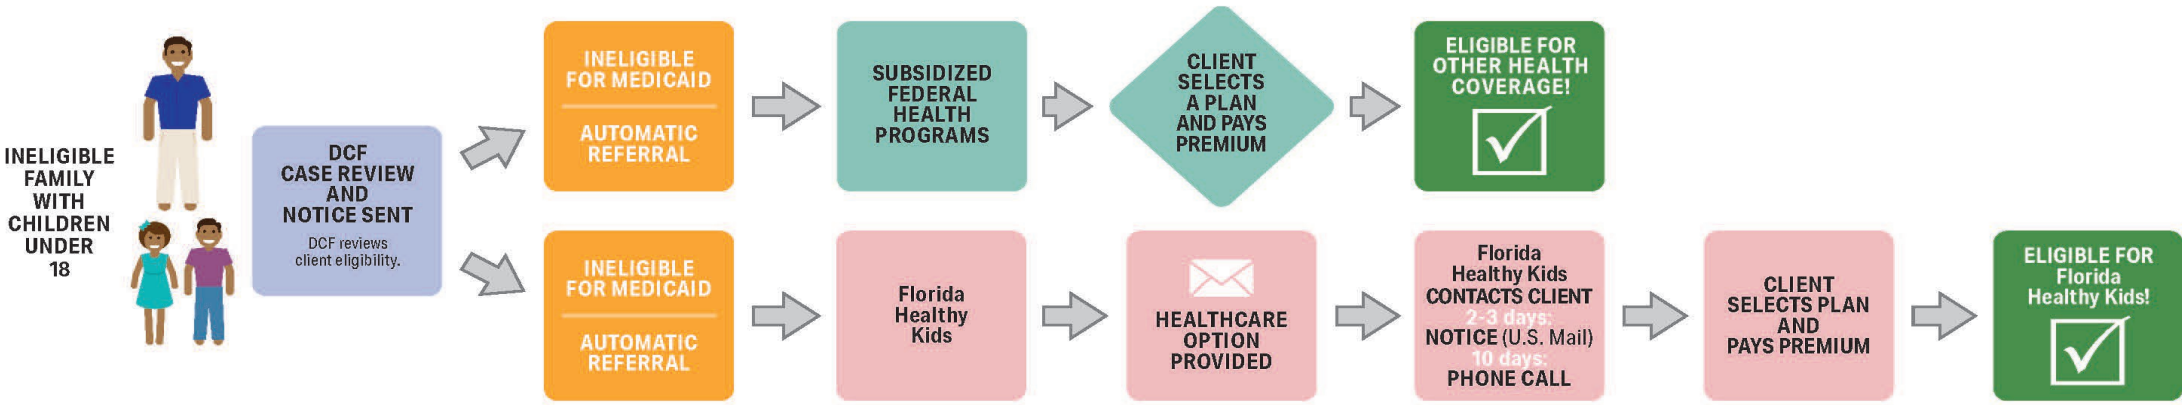 INELIGIBLE
FAMILY
WITH
CHILDREN
UNDER
18
DCF
CASE REVIEW
AND
NOTICE SENT
DCF reviews
client eligibility.
INELIGIBLE
FOR MEDICAID
AUTOMATIC
REFERRAL
SUBSIDIZED
FEDERAL
HEALTH
PROGRAMS
CLIENT
SELECTS
A PLAN
AND PAYS
PREMIUM
ELIGIBLE FOR
OTHER HEALTH
COVERAGE!
INELIGIBLE
FOR MEDICAID
AUTOMATIC
REFERRAL
Florida
Healthy
Kids
HEALTHCARE
OPTION
PROVIDED
Florida
Healthy Kids
CONTACTS CLIENT
2-3 days:
NOTICE (U.S. Mail)
10 days:
PHONE CALL
CLIENT
SELECTS PLAN
AND
PAYS PREMIUM
ELIGIBLE FOR
Florida
Healthy Kids!